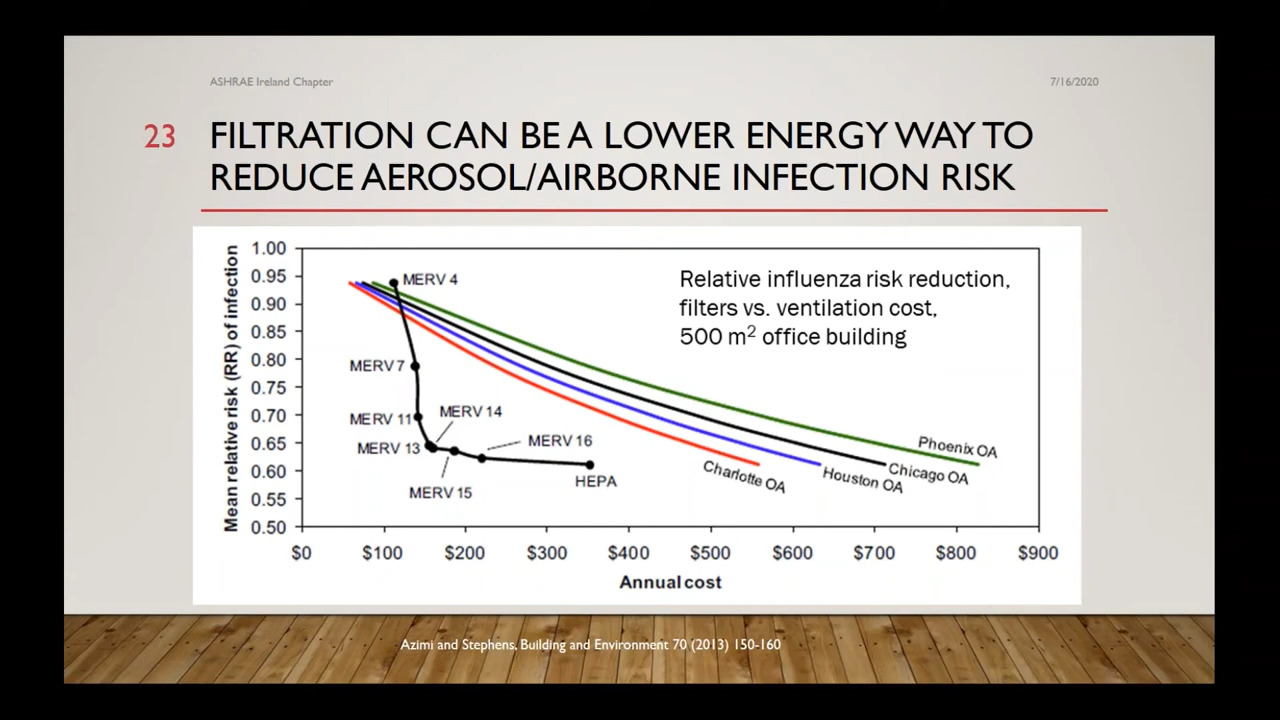 ASHRAE Ireland Chapter
7/16/2020
23
FILTRATION CAN BE A LOWER ENERGY WAY TO
REDUCE AEROSOL/AIRBORNE INFECTION RISK
Mean relative risk (RR) of infection
1.00
0.95
0.90
0.85
0.80
0.75
0.70
0.65
0.60
0.55
0.50
Relative influenza risk reduction,
filters vs. ventilation cost,
500 m² office building
MERV 4
MERV 7
MERV 11
MERV 14
MERV 13
MERV 16
MERV 15
HEPA
Charlotte OA
Houston OA
Chicago OA
Phoenix OA
$0
$100
$200
$300
$400
$500
$600
$700
$800
$900
Annual cost
Azimi and Stephens, Building and Environment 70 (2013) 150-160